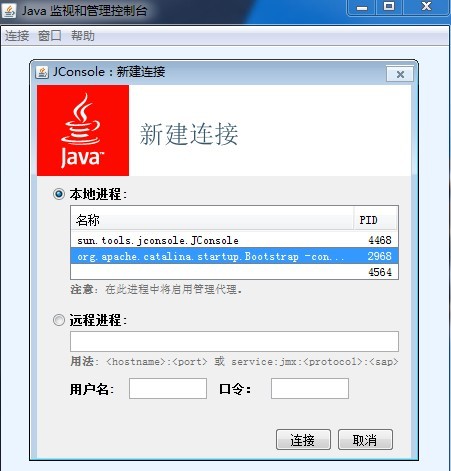 Java 监视和管理控制台
连接 窗口 帮助
JConsole：新建连接
Java™
新建连接
本地进程：
名称 PID
sun.tools.jconsole.JConsole 4468
org.apache.catalina.startup.Bootstrap -con... 2968
4564
注意：在此进程中将启用管理代理。
远程进程：
用法：<hostname>:<port> 或 service:jmx:<protocol>:<sap>
用户名： 口令：
连接 取消